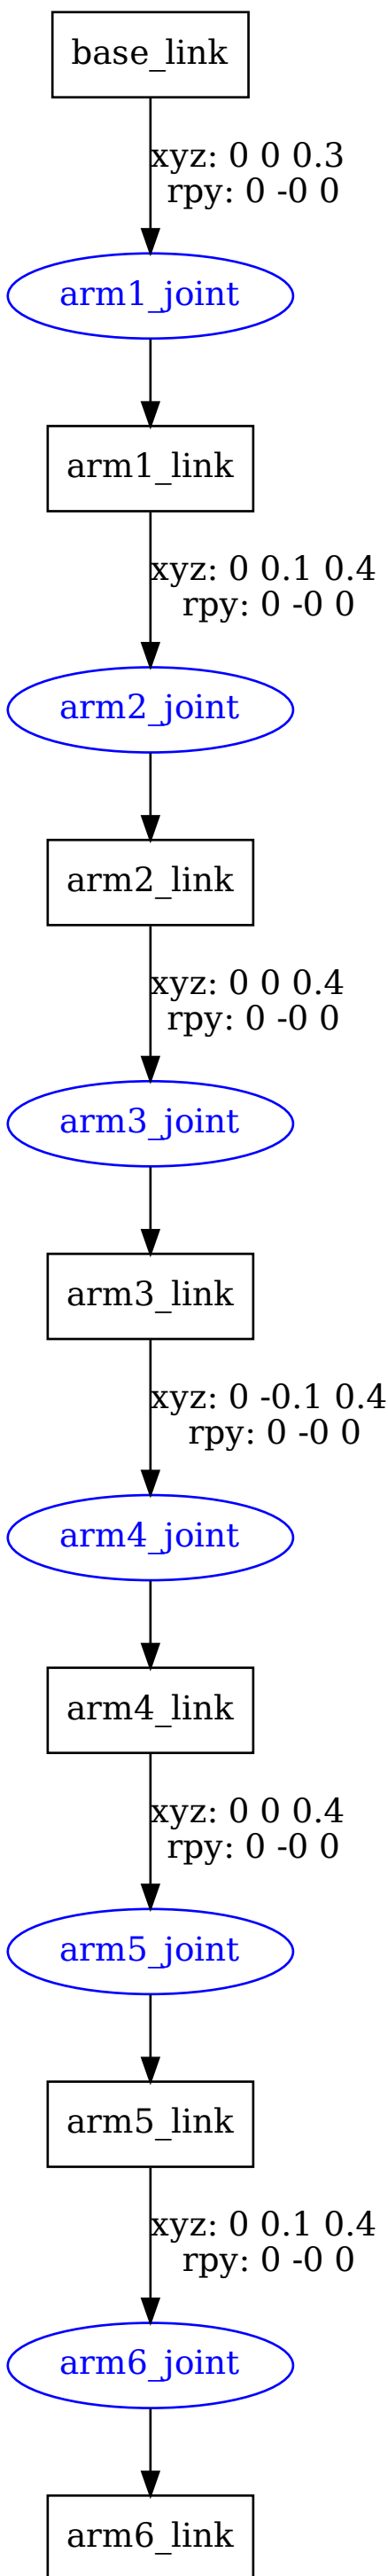 base_link
xyz: 0 0 0.3
rpy: 0 -0 0
arm1_joint
arm1_link
xyz: 0 0.1 0.4
rpy: 0 -0 0
arm2_joint
arm2_link
xyz: 0 0 0.4
rpy: 0 -0 0
arm3_joint
arm3_link
xyz: 0 -0.1 0.4
rpy: 0 -0 0
arm4_joint
arm4_link
xyz: 0 0 0.4
rpy: 0 -0 0
arm5_joint
arm5_link
xyz: 0 0.1 0.4
rpy: 0 -0 0
arm6_joint
arm6_link